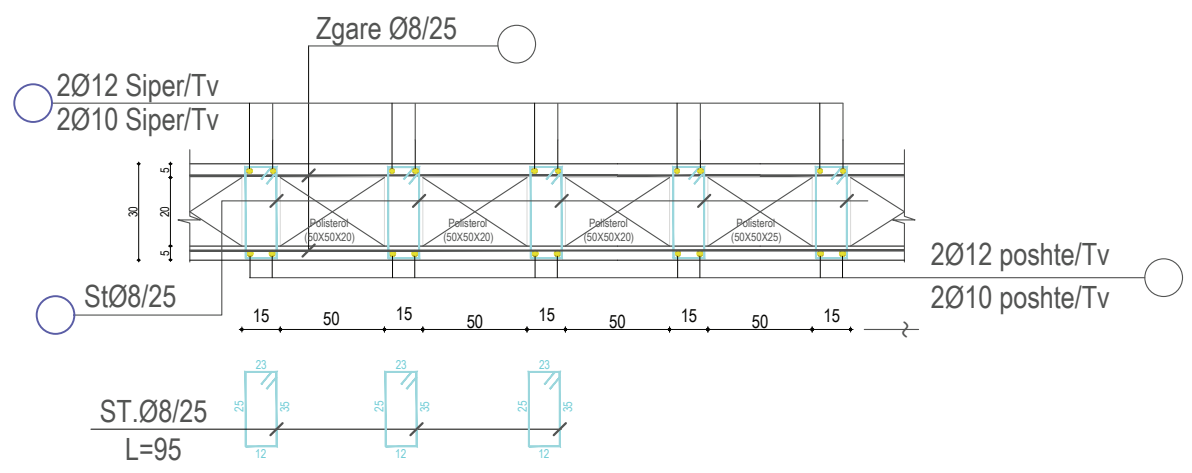 Zgare Ø8/25
2Ø12 Siper/Tv
2Ø10 Siper/Tv
5
30
20
5
Polisterol
(50X50X20)
Polisterol
(50X50X20)
Polisterol
(50X50X20)
Polisterol
(50X50X25)
2Ø12 poshte/Tv
2Ø10 poshte/Tv
StØ8/25
15 50 15 50 15 50 15 50 15
23 23 23
25 35 25 35 25 35
12 12 12
ST.Ø8/25
L=95